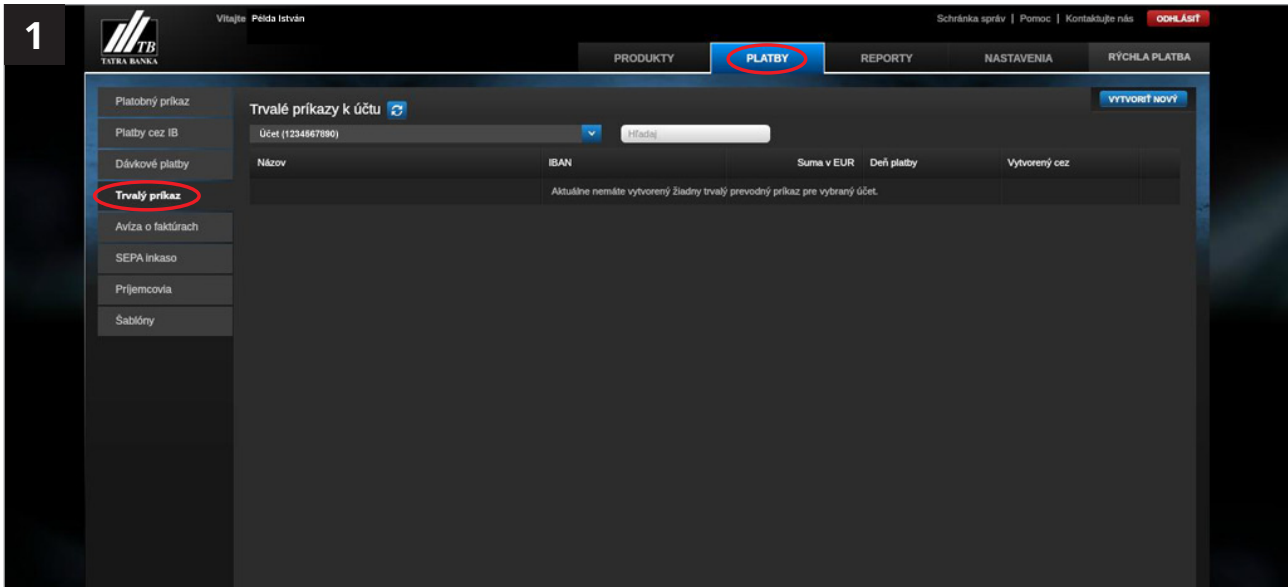 1
TB
TATRA BANKA
Vitajte Példa István
Schránka správ | Pomoc | Kontaktujte nás ODHLÁSIŤ
PRODUKTY PLATBY REPORTY NASTAVENIA RÝCHLA PLATBA
Platobný príkaz
Platby cez IB
Dávkové platby
Trvalý príkaz
Avíza o faktúrach
SEPA inkaso
Príjemcovia
Šablóny
Trvalé príkazy k účtu
VYTVORIŤ NOVÝ
Účet (1234567890) Hľadaj
Názov IBAN Suma v EUR Deň platby Vytvorený cez
Aktuálne nemáte vytvorený žiadny trvalý prevodný príkaz pre vybraný účet.